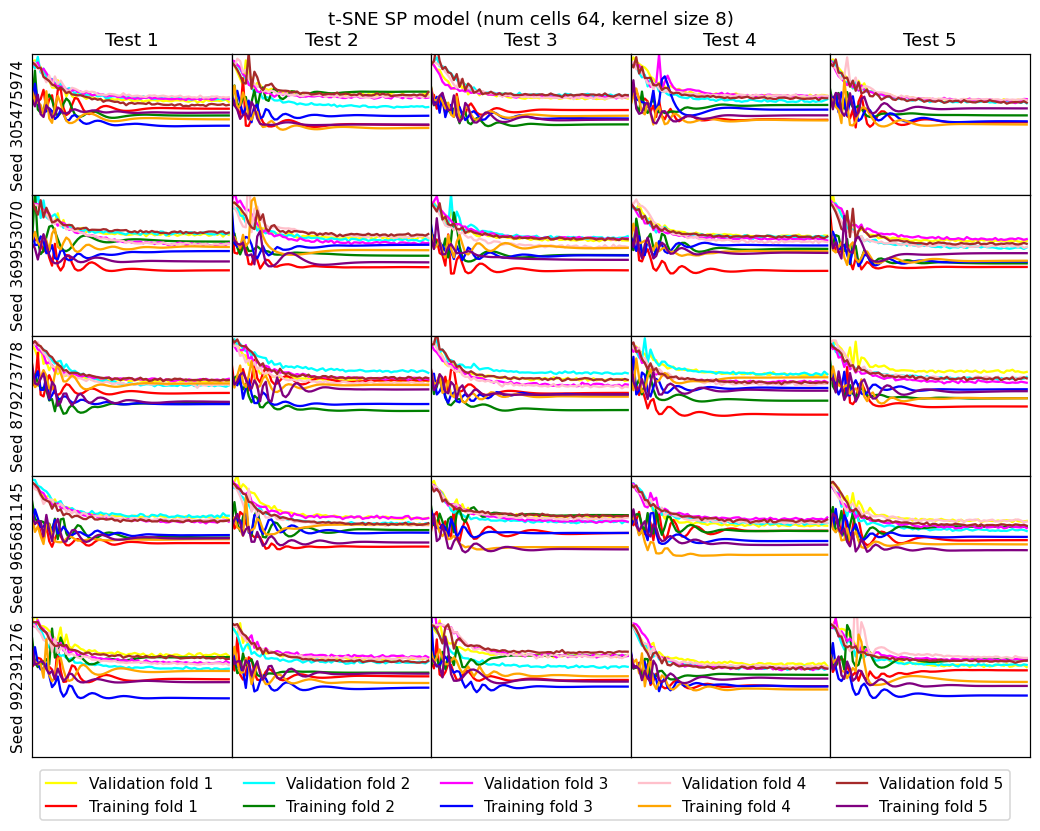 t-SNE SP model (num cells 64, kernel size 8)
Test 1 Test 2 Test 3 Test 4 Test 5
Seed 305475974
Seed 3699953070
Seed 8792773778
Seed 965681145
Seed 992391276
Validation fold 1 Validation fold 2 Validation fold 3 Validation fold 4 Validation fold 5
Training fold 1 Training fold 2 Training fold 3 Training fold 4 Training fold 5